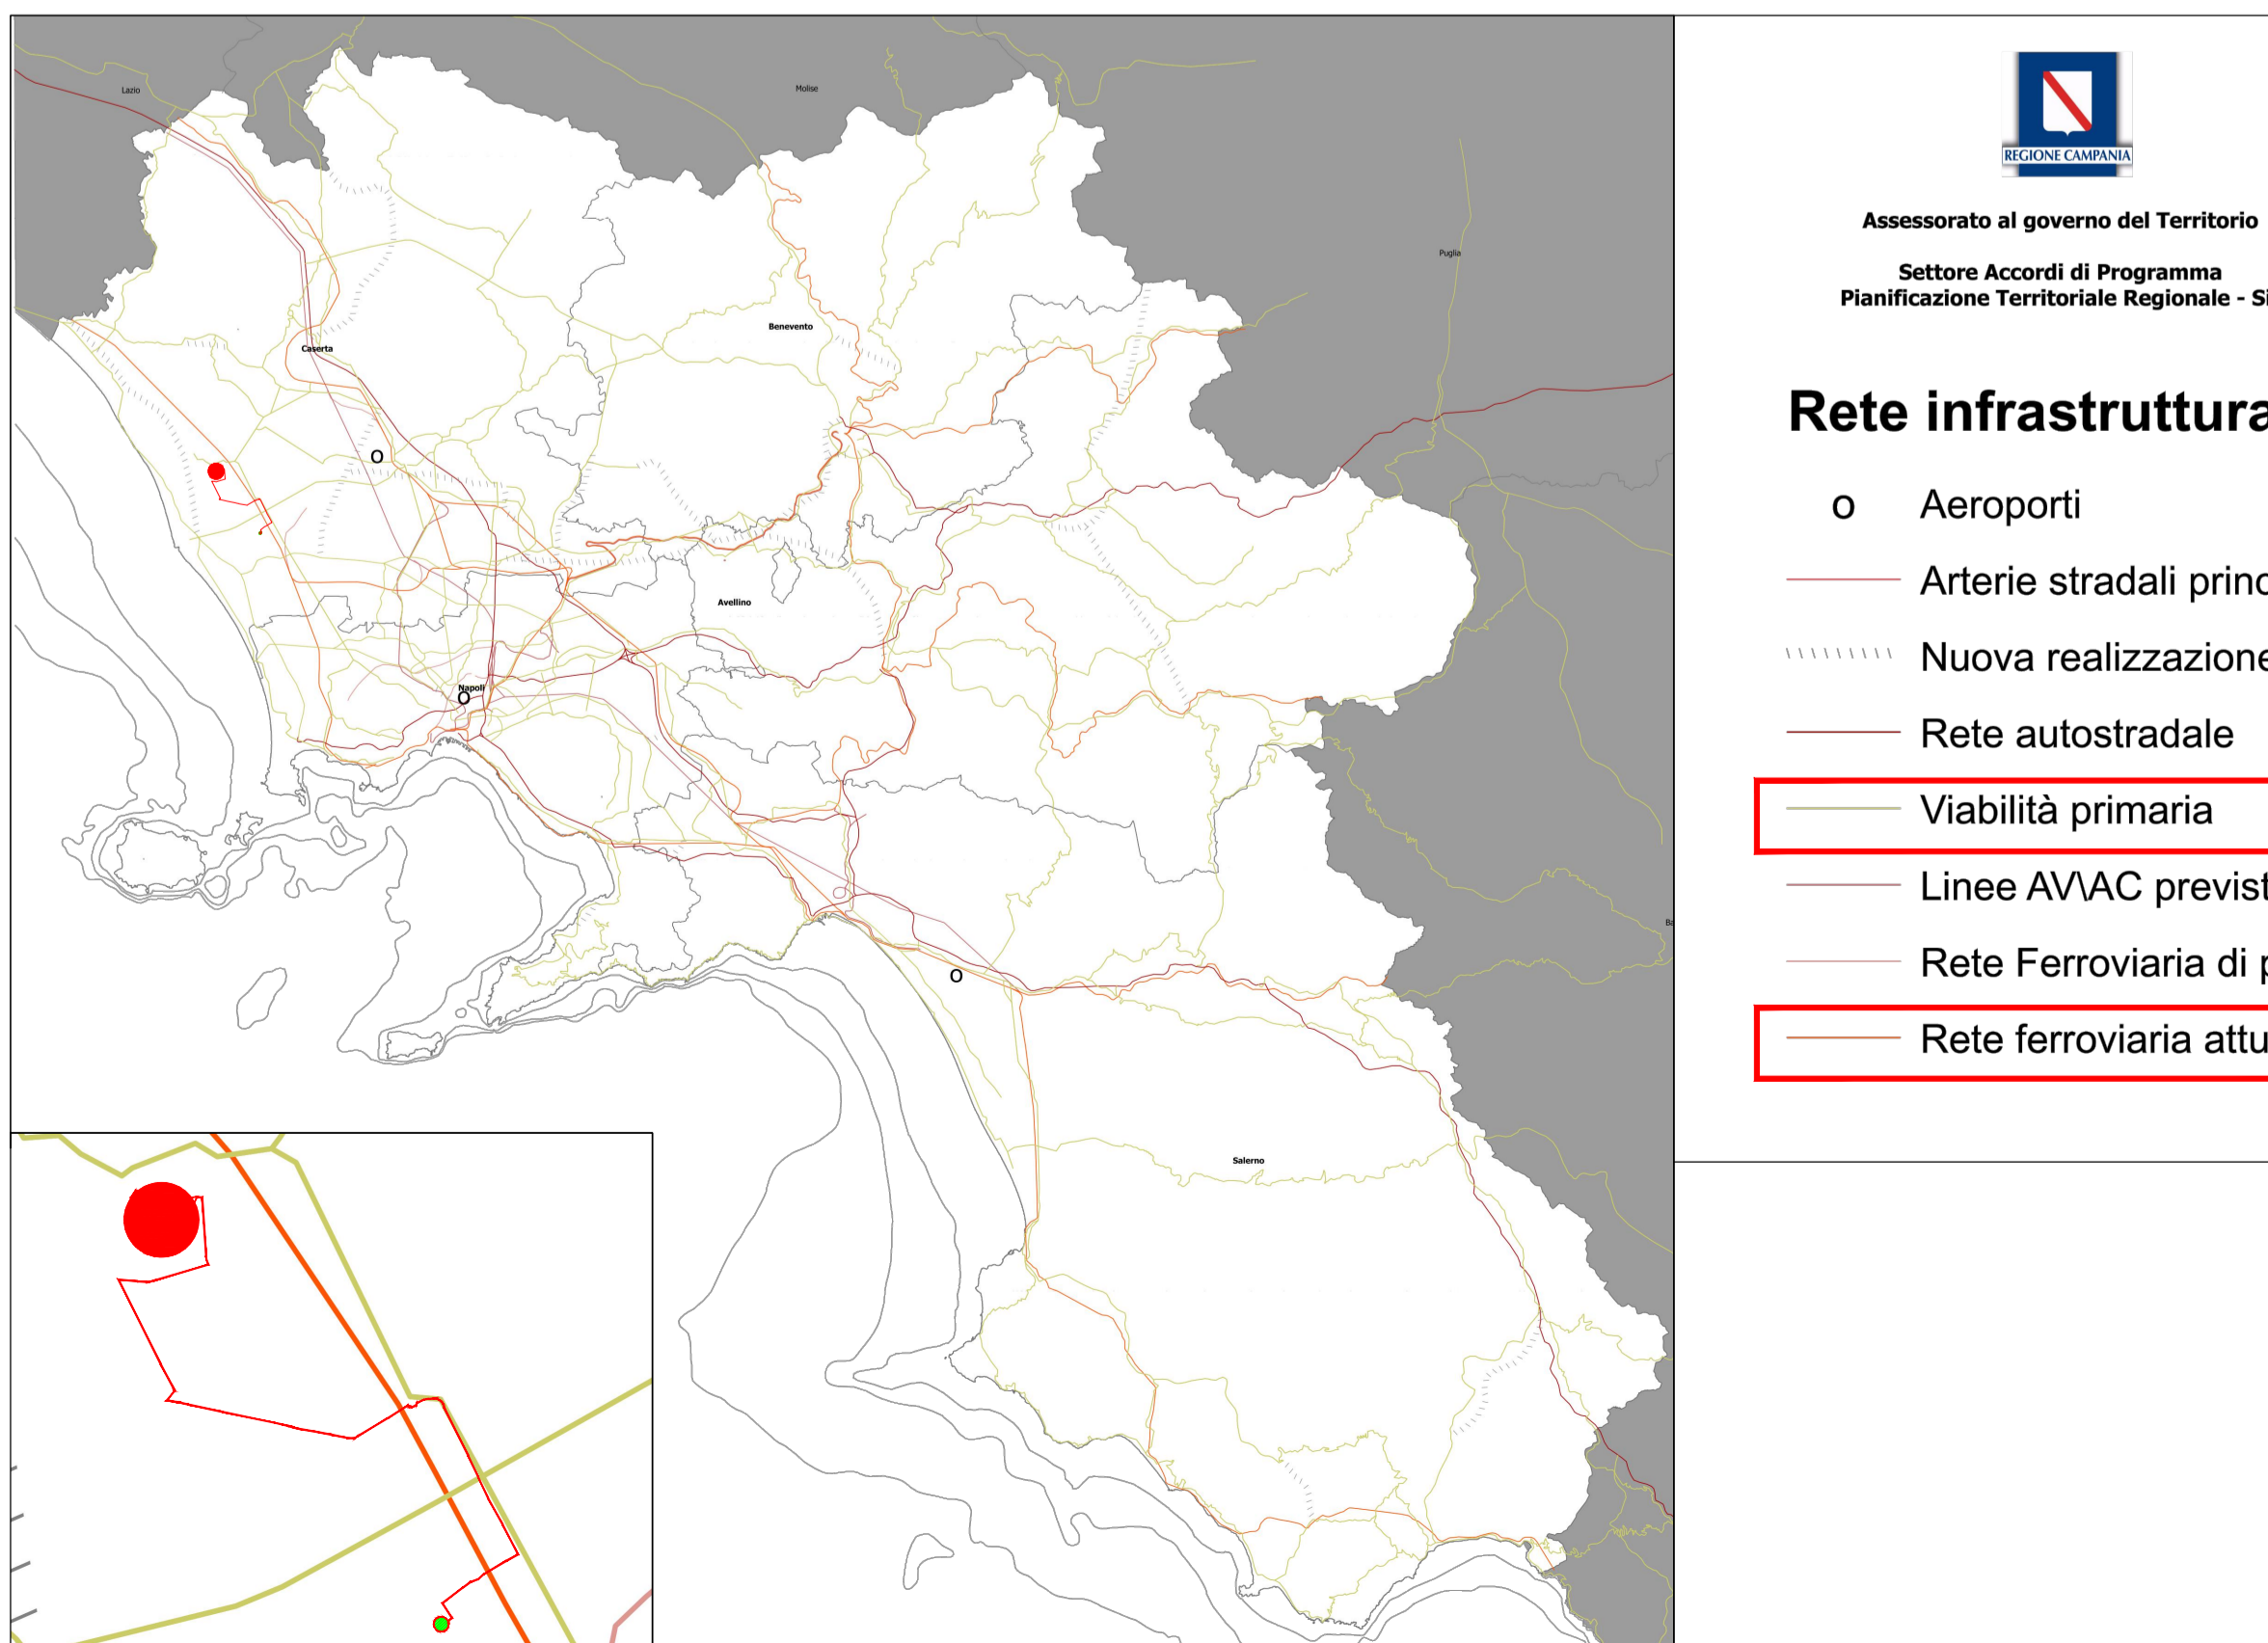 Lazio
Molise
Puglia
Benevento
Caserta
Avellino
Napoli
Salerno
Ba
O
O
O
REGIONE CAMPANIA
Assessorato al governo del Territorio
Settore Accordi di Programma
Pianificazione Territoriale Regionale - Si
Rete infrastruttura
O Aeroporti
Arterie stradali princ
Nuova realizzazione
Rete autostradale
Viabilità primaria
Linee AV\AC previst
Rete Ferroviaria di p
Rete ferroviaria attu